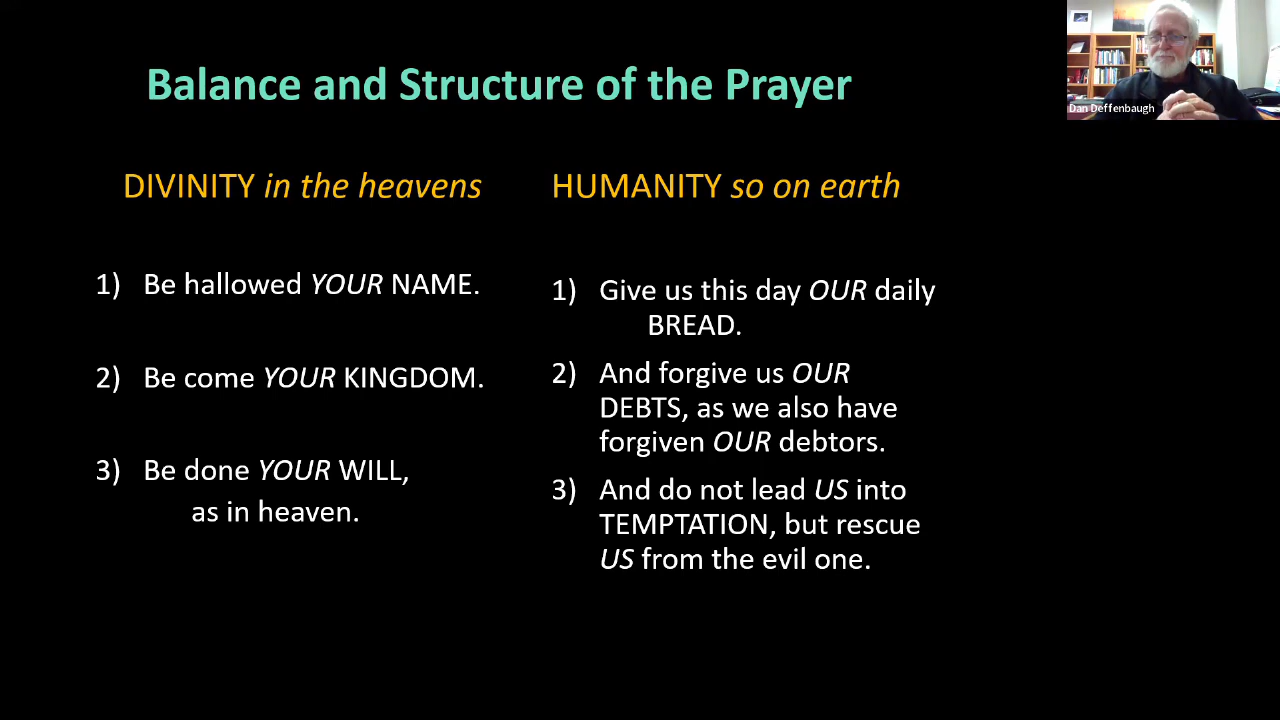 Balance and Structure of the Prayer
Dan Deffenbaugh
DIVINITY in the heavens
1) Be hallowed YOUR NAME.
2) Be come YOUR KINGDOM.
3) Be done YOUR WILL,
as in heaven.
HUMANITY so on earth
1) Give us this day OUR daily
BREAD.
2) And forgive us OUR
DEBTS, as we also have
forgiven OUR debtors.
3) And do not lead US into
TEMPTATION, but rescue
US from the evil one.